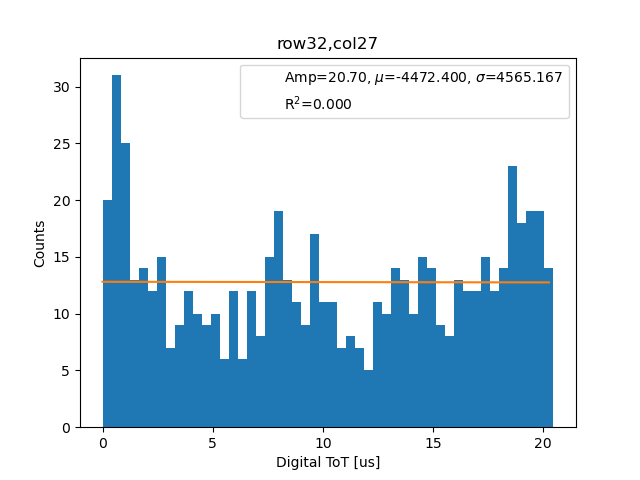 row32,col27
Amp=20.70, μ=-4472.400, σ=4565.167
R²=0.000
30
25
20
15
10
5
0
Counts
0 5 10 15 20
Digital ToT [us]